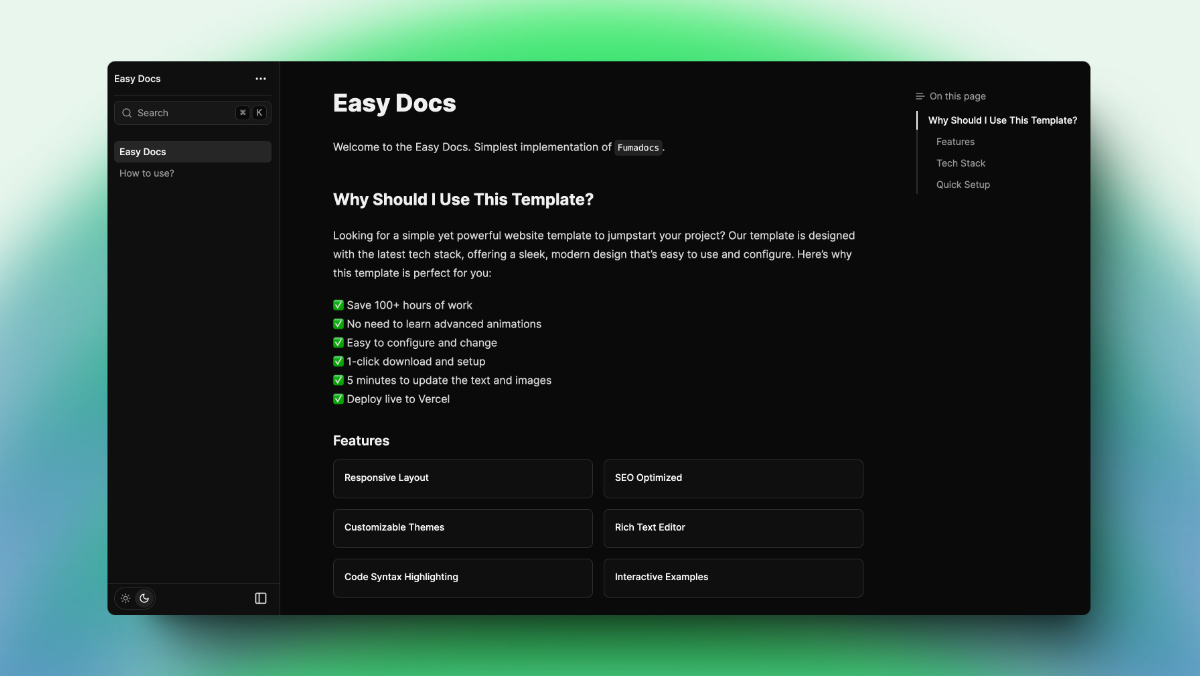 Easy Docs
Search
⌘ K
Easy Docs
How to use?
Easy Docs
Welcome to the Easy Docs. Simplest implementation of Fumadocs.
Why Should I Use This Template?
Looking for a simple yet powerful website template to jumpstart your project? Our template is designed
with the latest tech stack, offering a sleek, modern design that's easy to use and configure. Here's why
this template is perfect for you:
✅ Save 100+ hours of work
✅ No need to learn advanced animations
✅ Easy to configure and change
✅ 1-click download and setup
✅ 5 minutes to update the text and images
✅ Deploy live to Vercel
Features
Responsive Layout
SEO Optimized
Customizable Themes
Rich Text Editor
Code Syntax Highlighting
Interactive Examples
On this page
Why Should I Use This Template?
Features
Tech Stack
Quick Setup